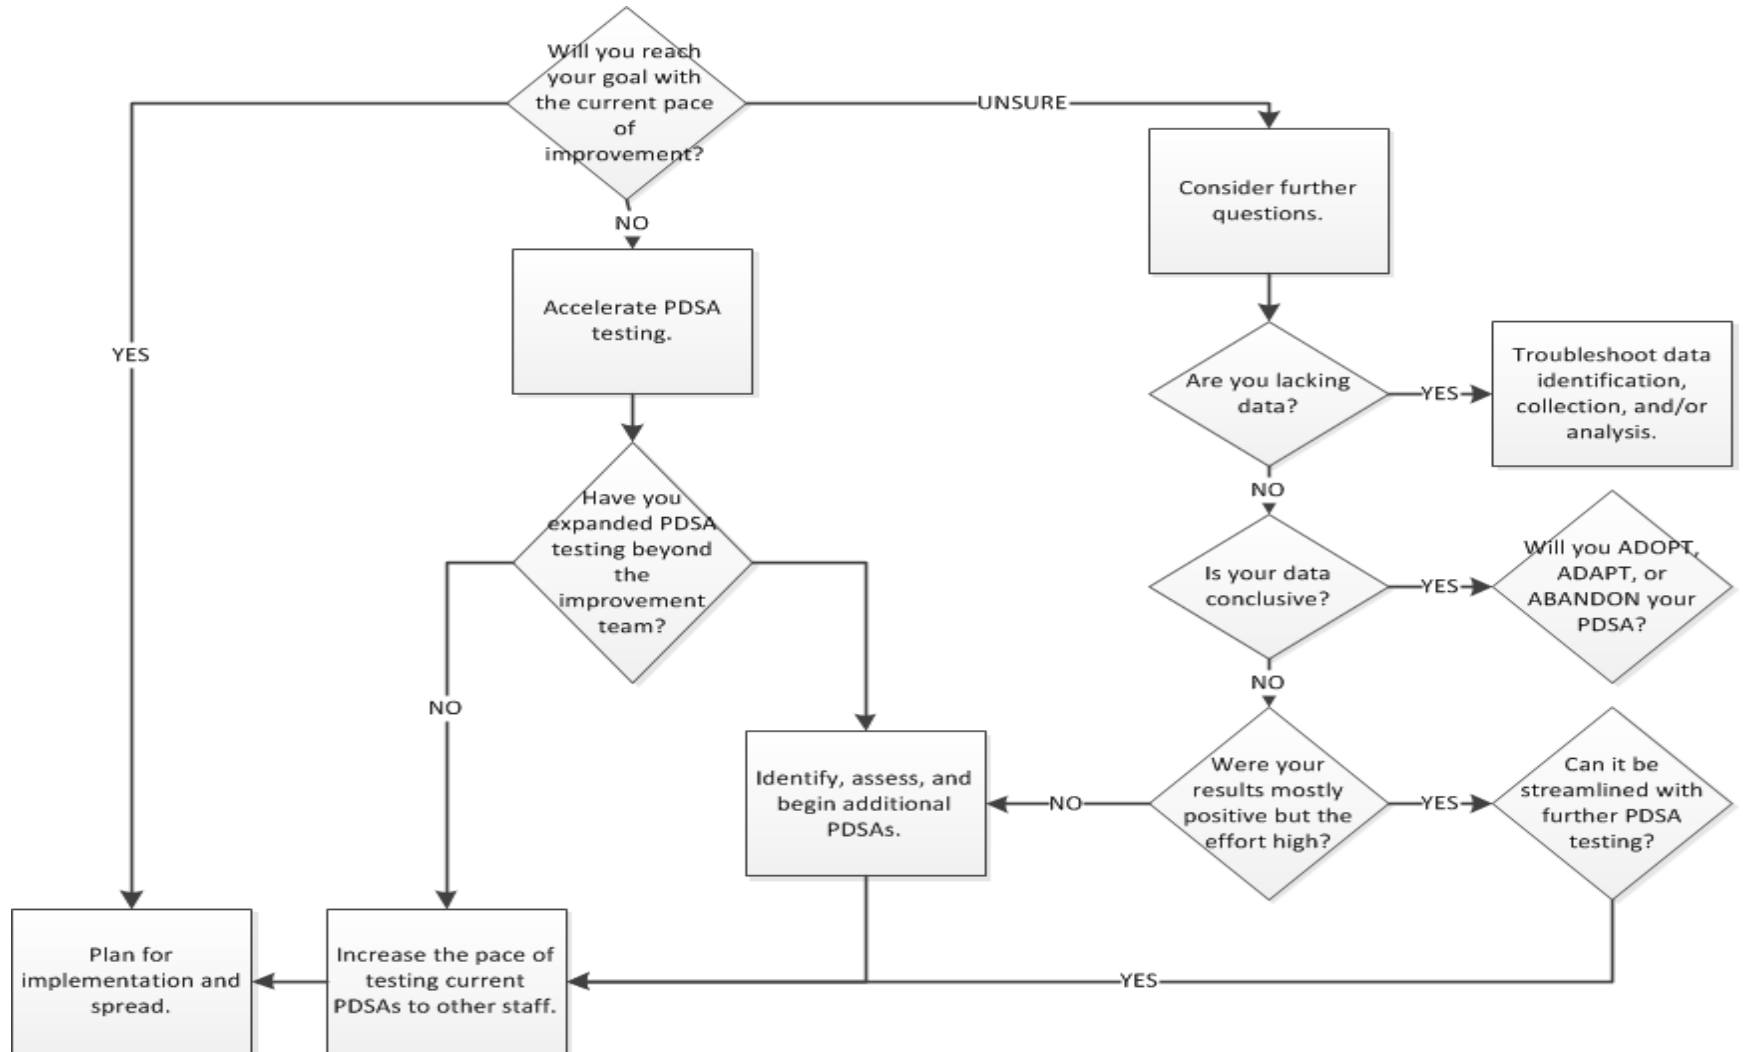 Will you reach
your goal with
the current pace
of
improvement?
UNSURE
Consider further
questions.
NO
Accelerate PDSA
testing.
YES
Are you lacking
data?
YES
Troubleshoot data
identification,
collection, and/or
analysis.
NO
Have you
expanded PDSA
testing beyond
the
improvement
team?
Is your data
conclusive?
YES
Will you ADOPT,
ADAPT, or
ABANDON your
PDSA?
NO
NO
Identify, assess, and
begin additional
PDSAs.
NO
Were your
results mostly
positive but the
effort high?
YES
Can it be
streamlined with
further PDSA
testing?
Plan for
implementation and
spread.
Increase the pace of
testing current
PDSAs to other staff.
YES